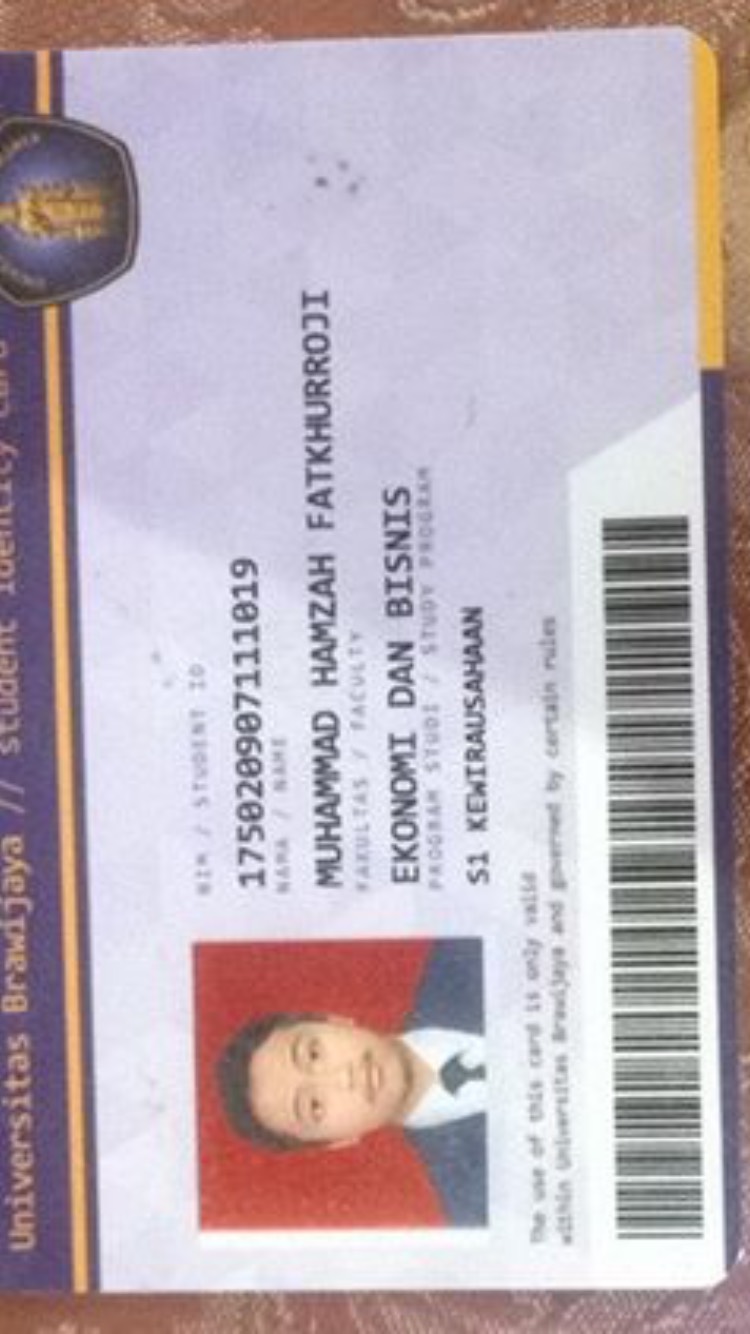 Universitas Brawijaya // student identity card
NIM / STUDENT ID
175020907111019
NAMA / NAME
MUHAMMAD HAMZAH FATKHURROJI
FAKULTAS / FACULTY
EKONOMI DAN BISNIS
PROGRAM STUDI / STUDY PROGRAM
S1 KEWIRAUSAHAAN
The use of this card is only valid
within Universitas Brawijaya and governed by certain rules